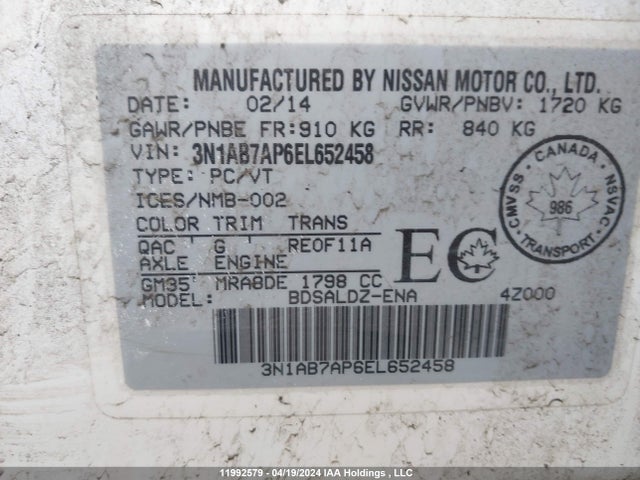 MANUFACTURED BY NISSAN MOTOR CO., LTD.
DATE: 02/14 GVWR/PNBV: 1720 KG
GAWR/PNBE FR: 910 KG RR: 840 KG
VIN: 3N1AB7AP6EL652458
TYPE: PC/VT
ICES/NMB-002
COLOR TRIM TRANS
QAC G RE0F11A
AXLE ENGINE
GM35 MRA8DE 1798 CC
MODEL: BDSALDZ-ENA 4Z000
EC
CANADA
CMVSS NSVAC
986
TRANSPORT
3N1AB7AP6EL652458
11992579 - 04/19/2024 IAA Holdings , LLC